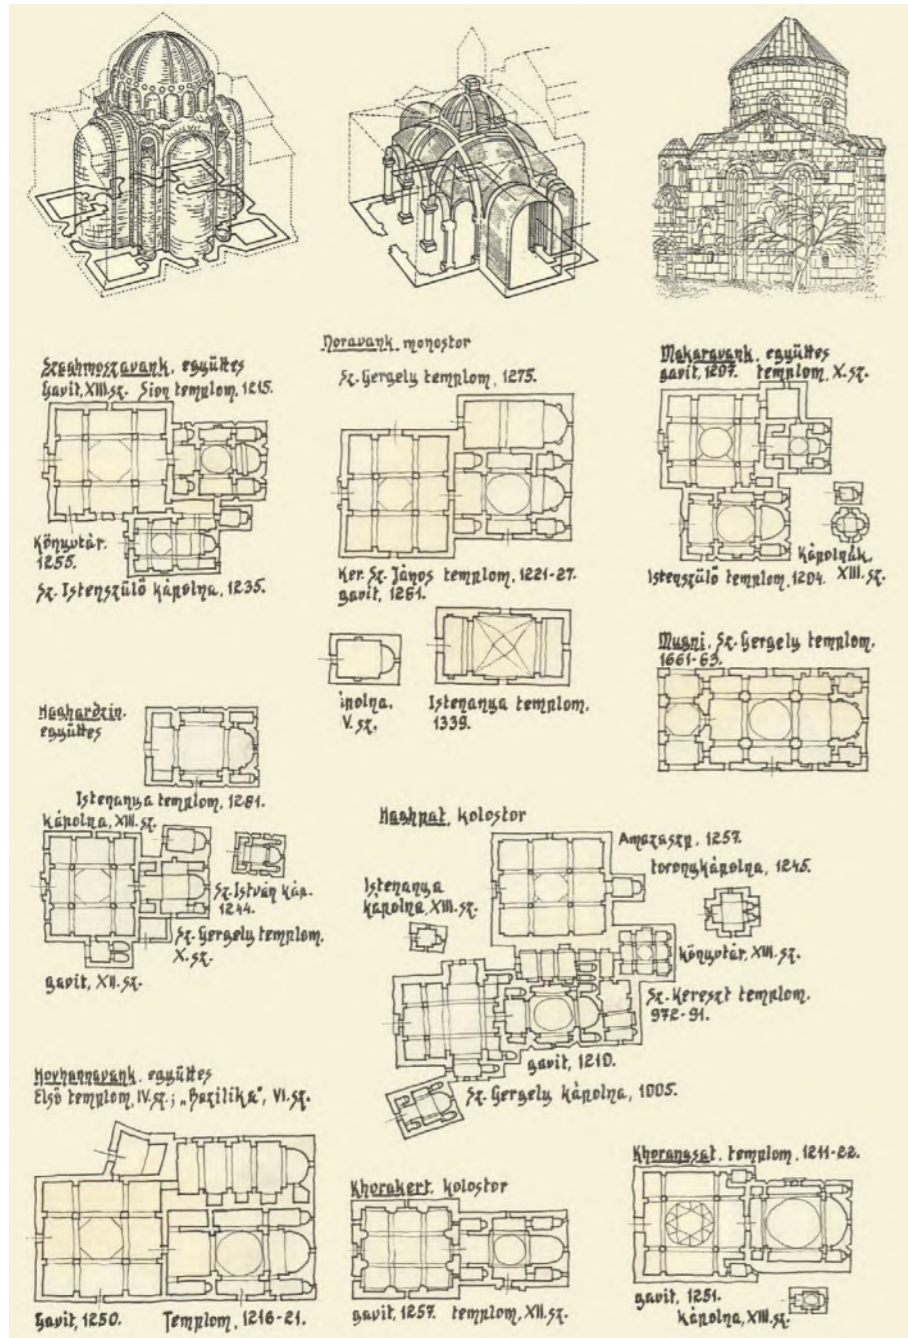 Szaghmoszavank. együttes
Gavit, XIII.sz. Sion templom, 1215.
Könyvtár.
1255.
Sz. Istenszülő kápolna, 1235.
Noravank. monostor
Sz. Gergely templom, 1275.
Ker. Sz. János templom, 1221-27.
gavit, 1261.
ápolna.
V. sz.
Istenanya templom.
1339.
Makaravank. együttes
gavit, 1207. templom, X.sz.
Kápolnák,
XIII.sz.
Istenszülő templom, 1204.
Mugni. Sz. Gergely templom.
1661-63.
Haghardzin.
együttes
Istenanya templom, 1281.
kápolna, XIII.sz.
Sz. István káp.
1244.
Sz. Gergely templom.
X. sz.
gavit, XII.sz.
Haghpat. kolostor
Amazaszp, 1257.
toronykápolna, 1245.
Istenanya
kápolna, XIII.sz.
könyvtár, XIII.sz.
Sz. Kereszt templom.
972-91.
gavit, 1210.
Sz. Gergely kápolna, 1005.
Hovhannavank. együttes
Első templom, IV.sz.; „Bazilika", VI.sz.
Gavit, 1250. Templom, 1216-21.
Khorakert. kolostor
gavit, 1257. templom, XII.sz.
Khoranasat. templom, 1211-22.
gavit, 1251.
kápolna, XIII.sz.